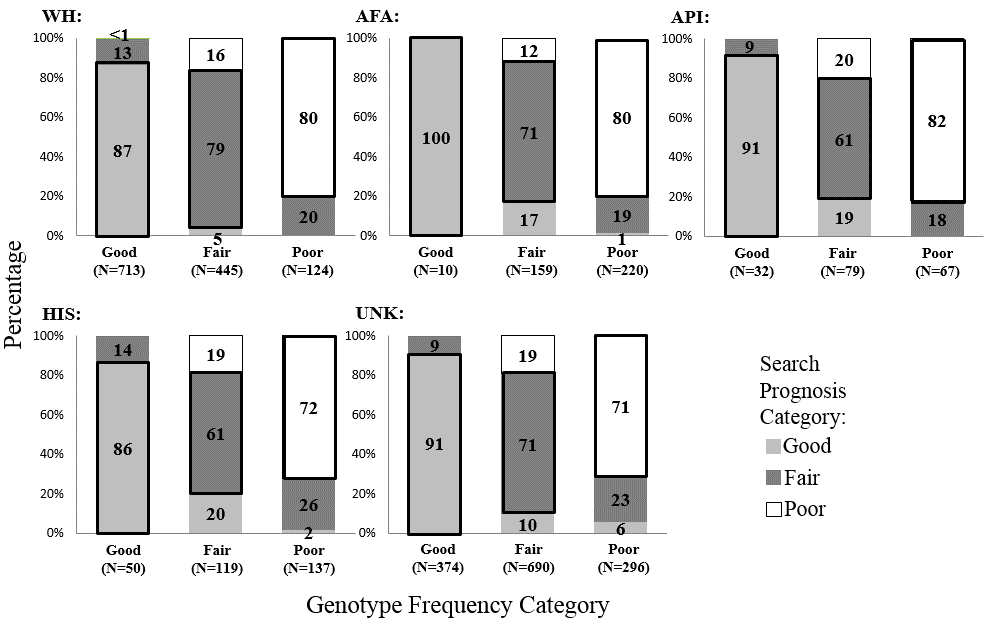 WH:
<1
100%
13
16
80%
80
60%
87
79
40%
20%
20
0%
5
Good
Fair
Poor
(N=713)
(N=445)
(N=124)
AFA:
100%
12
80%
80
60%
100
71
40%
20%
17
19
0%
1
Good
Fair
Poor
(N=10)
(N=159)
(N=220)
API:
100%
9
20
80%
82
60%
91
61
40%
20%
19
18
0%
Good
Fair
Poor
(N=32)
(N=79)
(N=67)
Percentage
HIS:
100%
14
19
80%
72
60%
61
86
40%
26
20%
20
2
0%
Good
Fair
Poor
(N=50)
(N=119)
(N=137)
UNK:
100%
9
19
80%
71
60%
91
71
40%
20%
23
10
6
0%
Good
Fair
Poor
(N=374)
(N=690)
(N=296)
Search
Prognosis
Category:
Good
Fair
Poor
Genotype Frequency Category